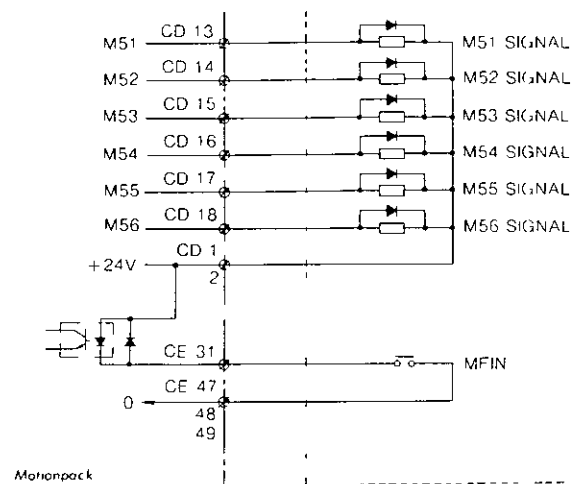 M51 CD 13 M51 SIGNAL
M52 CD 14 M52 SIGNAL
M53 CD 15 M53 SIGNAL
M54 CD 16 M54 SIGNAL
M55 CD 17 M55 SIGNAL
M56 CD 18 M56 SIGNAL
+24V CD 1
2
CE 31 MFIN
0 CE 47
48
49
Motionpack